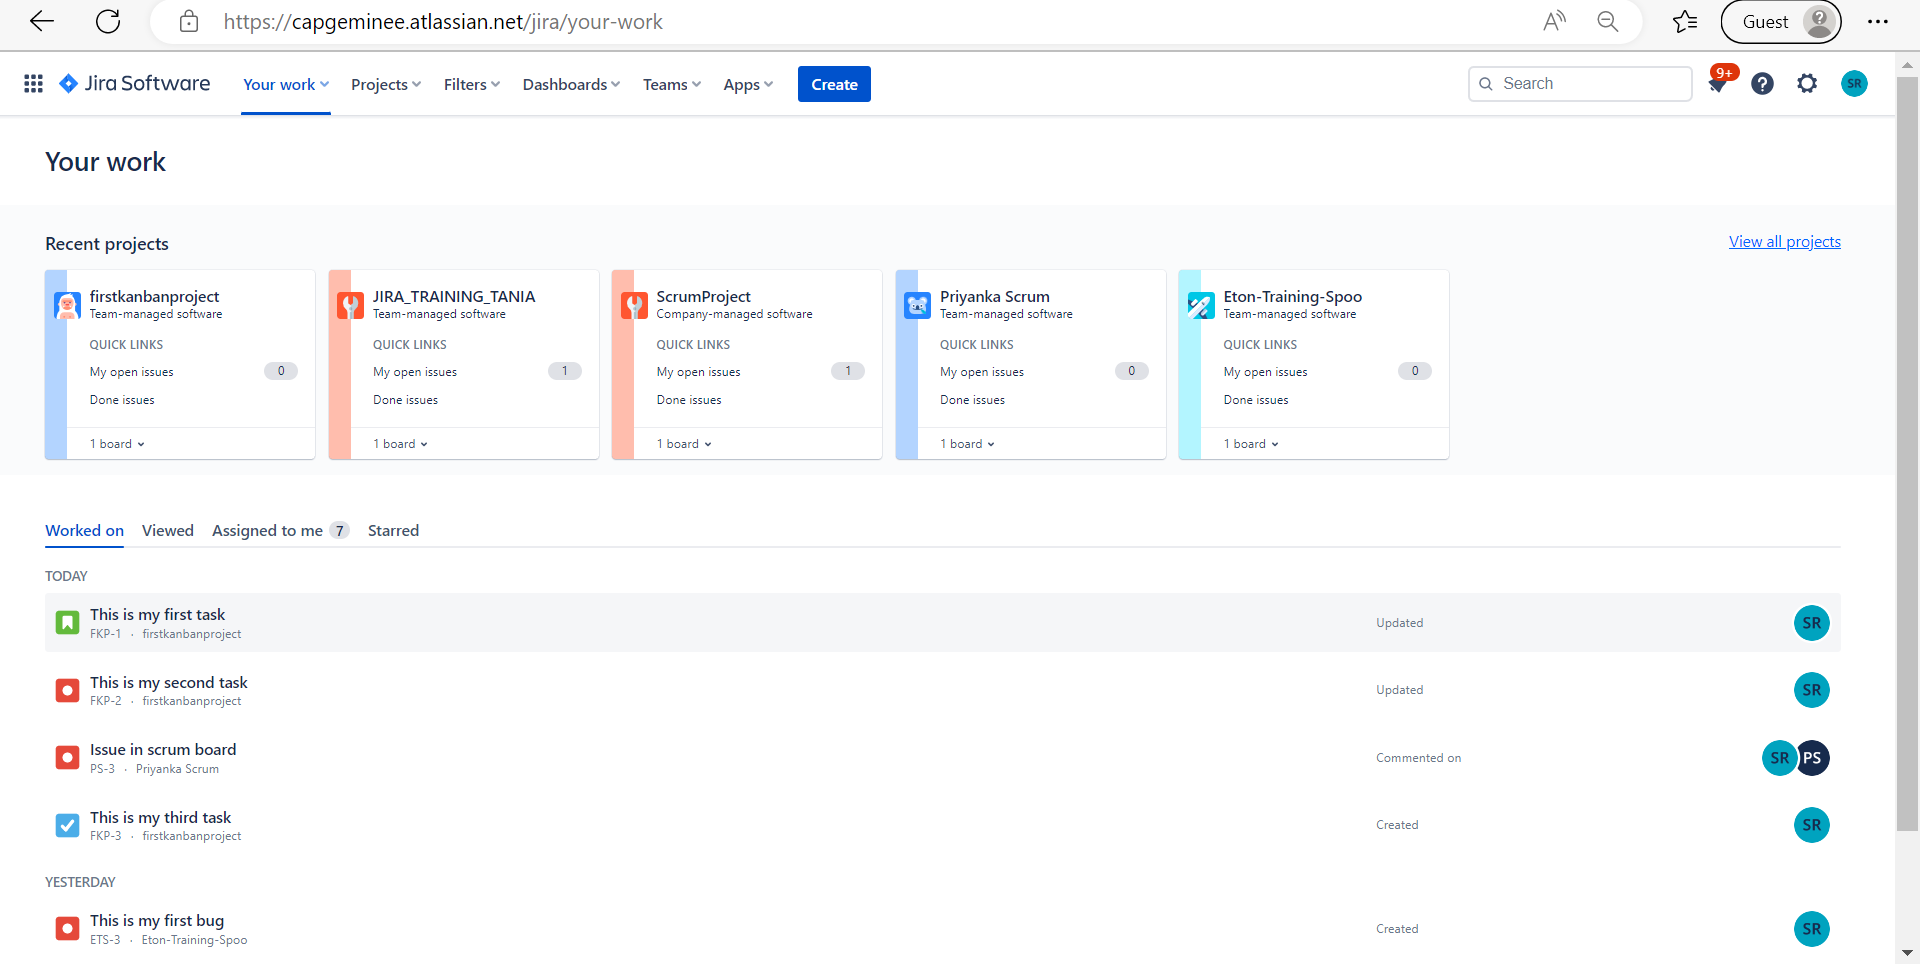 https://capgeminee.atlassian.net/jira/your-work
A
Guest
Jira Software
Your work
Projects
Filters
Dashboards
Teams
Apps
Create
Search
9+
?
SR
Your work
Recent projects
View all projects
firstkanbanproject
Team-managed software
QUICK LINKS
My open issues 0
Done issues
1 board
JIRA_TRAINING_TANIA
Team-managed software
QUICK LINKS
My open issues 1
Done issues
1 board
ScrumProject
Company-managed software
QUICK LINKS
My open issues 1
Done issues
1 board
Priyanka Scrum
Team-managed software
QUICK LINKS
My open issues 0
Done issues
1 board
Eton-Training-Spoo
Team-managed software
QUICK LINKS
My open issues 0
Done issues
1 board
Worked on Viewed Assigned to me 7 Starred
TODAY
This is my first task
FKP-1 · firstkanbanproject
Updated
SR
This is my second task
FKP-2 · firstkanbanproject
Updated
SR
Issue in scrum board
PS-3 · Priyanka Scrum
Commented on
SR PS
This is my third task
FKP-3 · firstkanbanproject
Created
SR
YESTERDAY
This is my first bug
ETS-3 · Eton-Training-Spoo
Created
SR